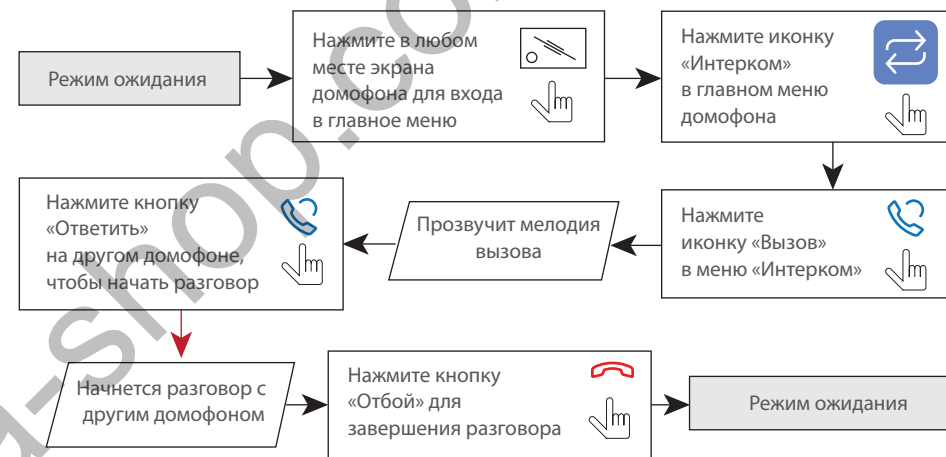 Режим ожидания
Нажмите в любом
месте экрана
домофона для входа
в главное меню
Нажмите иконку
«Интерком»
в главном меню
домофона
Нажмите
иконку «Вызов»
в меню «Интерком»
Прозвучит мелодия
вызова
Нажмите кнопку
«Ответить»
на другом домофоне,
чтобы начать разговор
Начнется разговор с
другим домофоном
Нажмите кнопку
«Отбой» для
завершения разговора
Режим ожидания